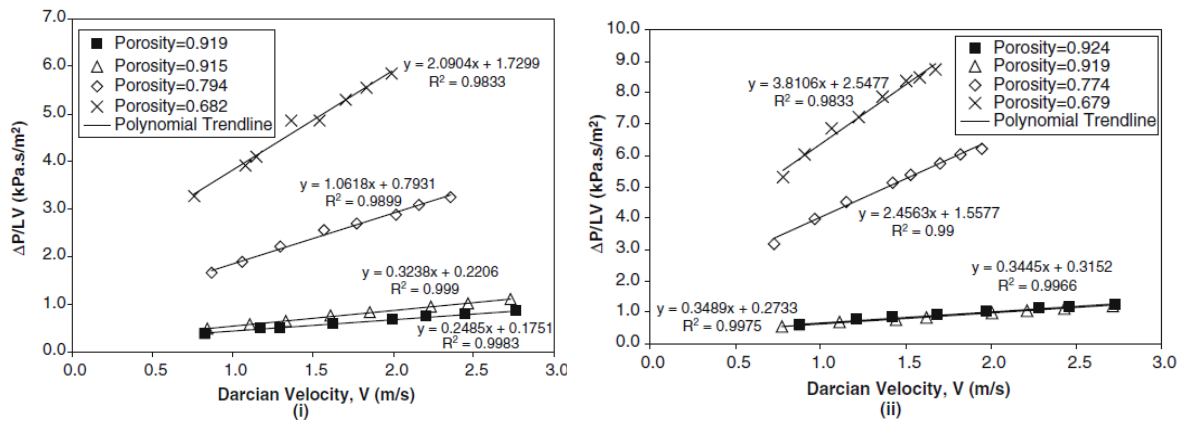 7.0
6.0
5.0
4.0
3.0
2.0
1.0
0.0
ΔP/LV (kPa.s/m²)
Porosity=0.919
Porosity=0.915
Porosity=0.794
Porosity=0.682
Polynomial Trendline
y = 2.0904x + 1.7299
R² = 0.9833
y = 1.0618x + 0.7931
R² = 0.9899
y = 0.3238x + 0.2206
R² = 0.999
y = 0.2485x + 0.1751
R² = 0.9983
0.0 0.5 1.0 1.5 2.0 2.5 3.0
Darcian Velocity, V (m/s)
(i)
10.0
9.0
8.0
7.0
6.0
5.0
4.0
3.0
2.0
1.0
0.0
ΔP/LV (kPa.s/m²)
Porosity=0.924
Porosity=0.919
Porosity=0.774
Porosity=0.679
Polynomial Trendline
y = 3.8106x + 2.5477
R² = 0.9833
y = 2.4563x + 1.5577
R² = 0.99
y = 0.3445x + 0.3152
R² = 0.9966
y = 0.3489x + 0.2733
R² = 0.9975
0.0 0.5 1.0 1.5 2.0 2.5 3.0
Darcian Velocity, V (m/s)
(ii)